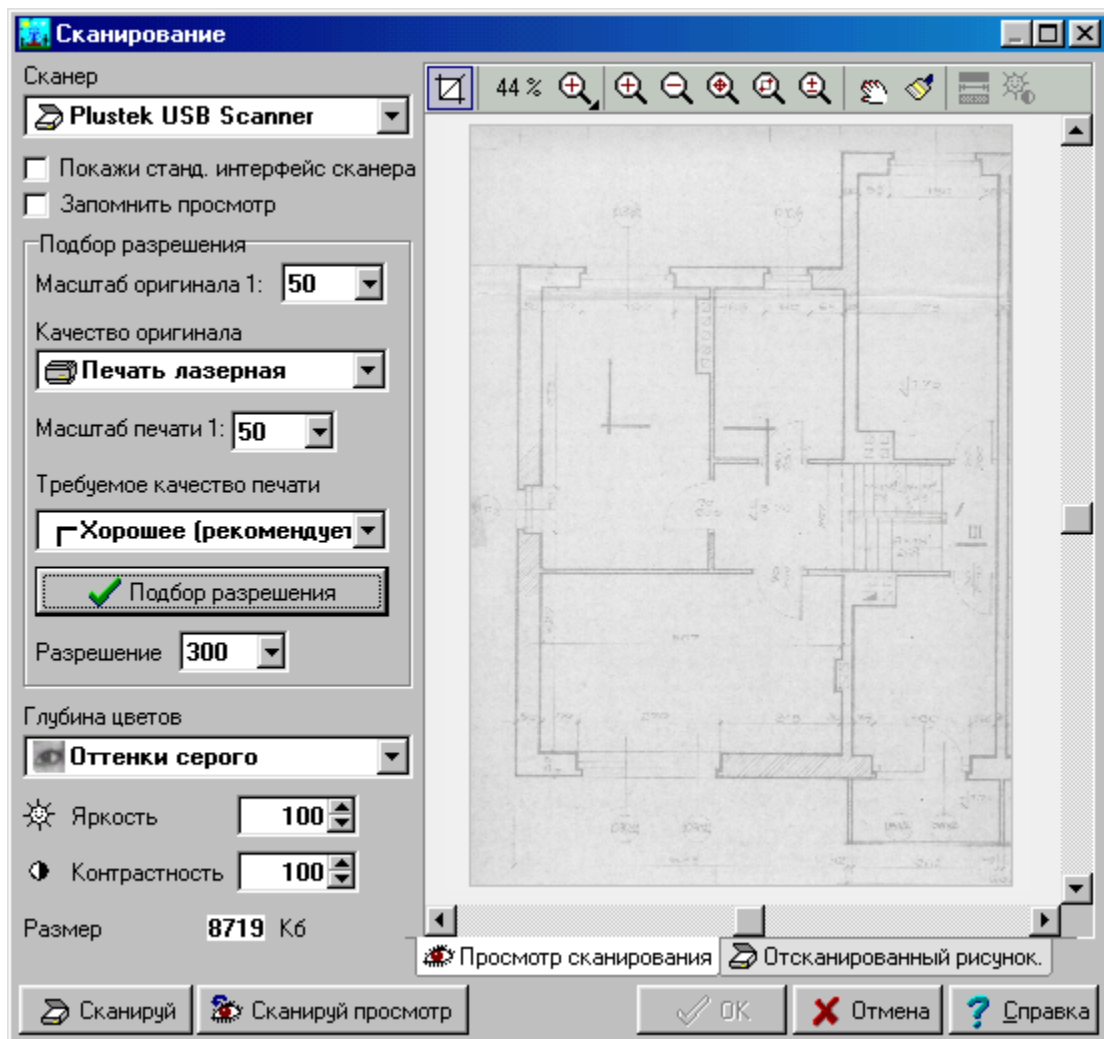 Сканирование
Сканер
Plustek USB Scanner
Покажи станд. интерфейс сканера
Запомнить просмотр
Подбор разрешения
Масштаб оригинала 1: 50
Качество оригинала
Печать лазерная
Масштаб печати 1: 50
Требуемое качество печати
Хорошее (рекомендует
Подбор разрешения
Разрешение 300
Глубина цветов
Оттенки серого
Яркость 100
Контрастность 100
Размер 8719 Кб
44 %
Просмотр сканирования
Отсканированный рисунок.
Сканируй
Сканируй просмотр
OK
Отмена
Справка